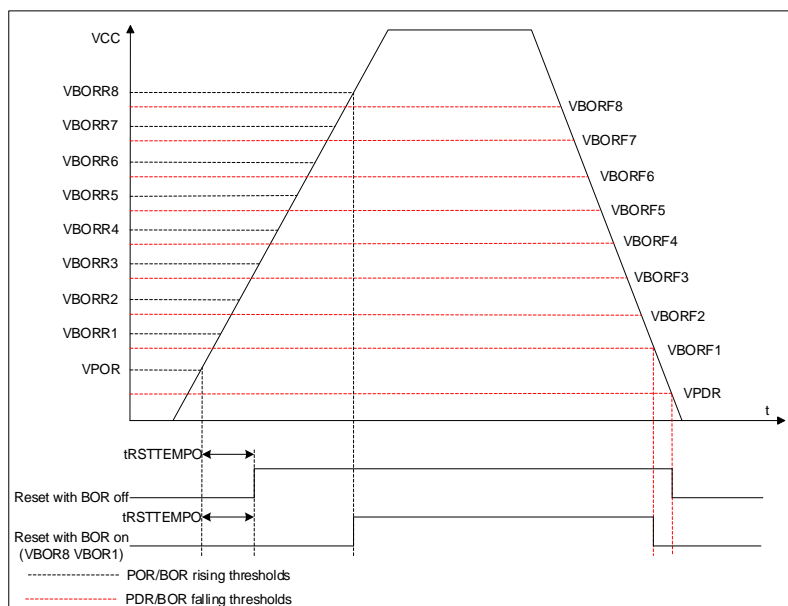 VCC
VBORR8
VBORF8
VBORR7
VBORF7
VBORR6
VBORF6
VBORR5
VBORF5
VBORR4
VBORF4
VBORR3
VBORF3
VBORR2
VBORF2
VBORR1
VBORF1
VPOR
VPDR
t
tRSTTEMPO
Reset with BOR off
tRSTTEMPO
Reset with BOR on
(VBOR8 VBOR1)
POR/BOR rising thresholds
PDR/BOR falling thresholds